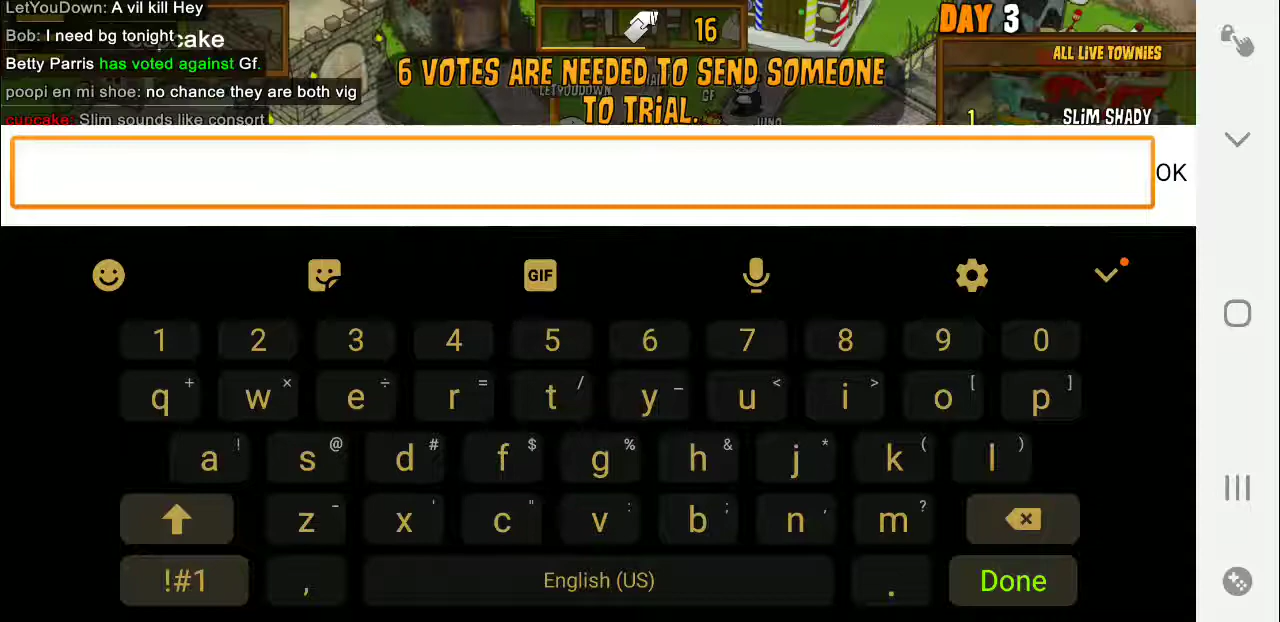 LetYouDown: A vil kill Hey
Bob: I need bg tonight
cupcake
Betty Parris has voted against Gf.
poopi en mi shoe: no chance they are both vig
cupcake: Slim sounds like consort
16
6 VOTES ARE NEEDED TO SEND SOMEONE
TO TRIAL.
LETYOUDOWN
GF
DAY 3
ALL LIVE TOWNIES
1 SLIM SHADY
OK
GIF
1 2 3 4 5 6 7 8 9 0
q + w × e ÷ r = t / y _ u < i > o [ p ]
a ! s @ d # f $ g % h & j * k ( l )
z - x ' c " v : b ; n , m ?
!#1 , English (US) . Done